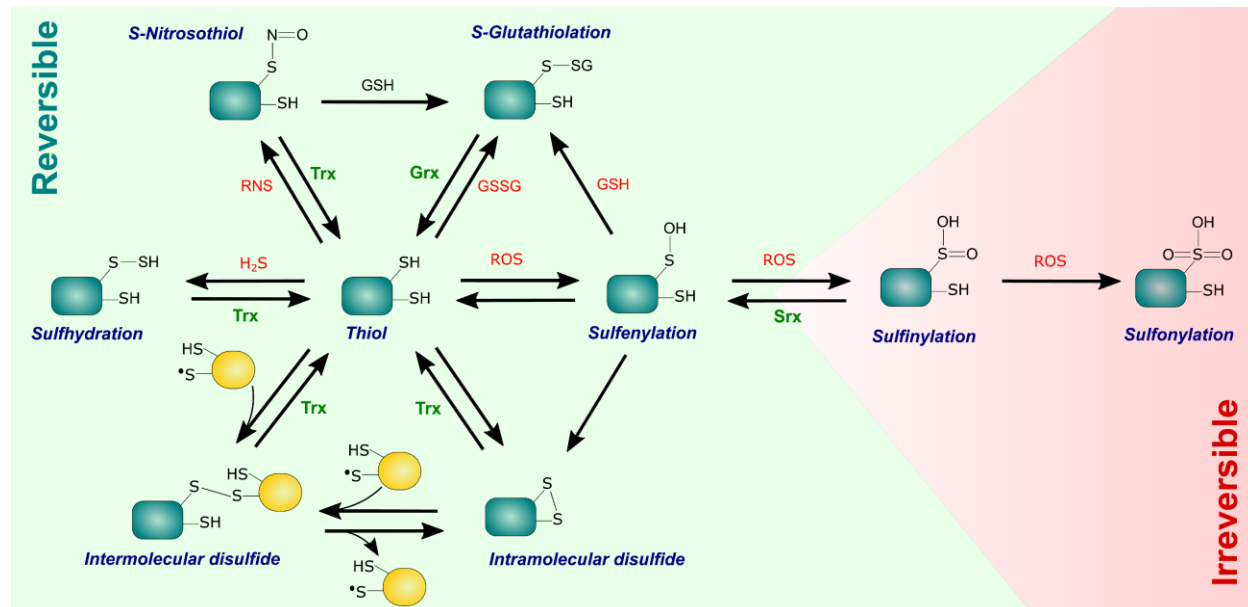 Reversible
S-Nitrosothiol
N=O
S
SH
GSH
S-Glutathiolation
S-SG
SH
RNS
Trx
Grx
GSSG
GSH
S-SH
SH
Sulfhydration
H₂S
Trx
SH
SH
Thiol
ROS
OH
S
SH
Sulfenylation
ROS
Srx
OH
S=O
SH
Sulfinylation
ROS
OH
O=S=O
SH
Sulfonylation
HS
•S
Trx
Trx
HS
S-S
SH
Intermolecular disulfide
HS
•S
HS
•S
S
S
Intramolecular disulfide
Irreversible